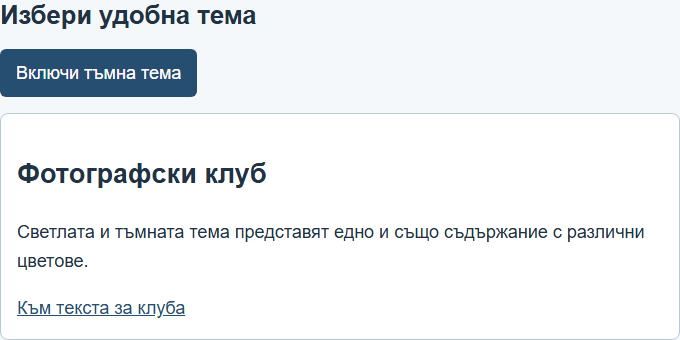 Избери удобна тема
Включи тъмна тема
Фотографски клуб
Светлата и тъмната тема представят едно и също съдържание с различни
цветове.
Към текста за клуба